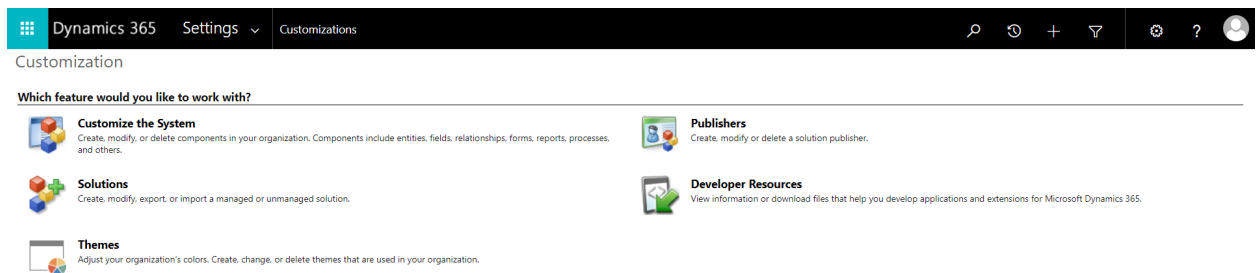 Dynamics 365 Settings Customizations ?
Customization
Which feature would you like to work with?
Customize the System
Create, modify, or delete components in your organization. Components include entities, fields, relationships, forms, reports, processes,
and others.
Publishers
Create, modify or delete a solution publisher.
Solutions
Create, modify, export, or import a managed or unmanaged solution.
Developer Resources
View information or download files that help you develop applications and extensions for Microsoft Dynamics 365.
Themes
Adjust your organization's colors. Create, change, or delete themes that are used in your organization.